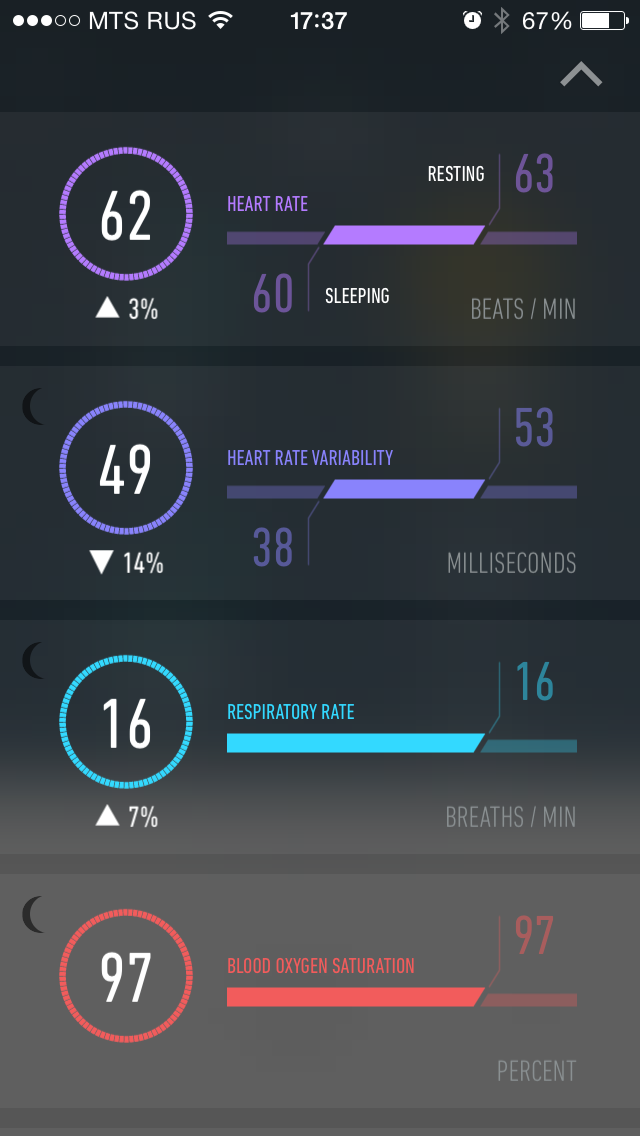 MTS RUS 17:37 67%
RESTING 63
62 HEART RATE
60 SLEEPING
3% BEATS / MIN
53
49 HEART RATE VARIABILITY
38
14% MILLISECONDS
16
16 RESPIRATORY RATE
7% BREATHS / MIN
97
97 BLOOD OXYGEN SATURATION
PERCENT